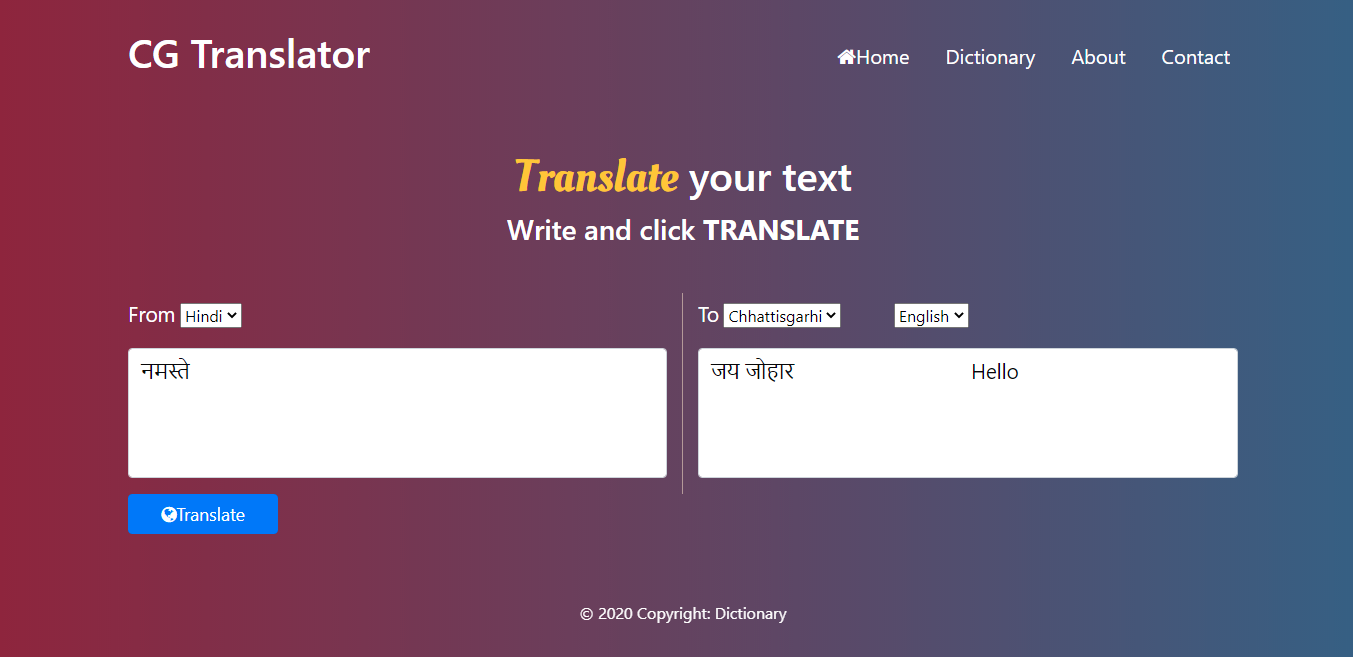 CG Translator
Home Dictionary About Contact
Translate your text
Write and click TRANSLATE
From Hindi
To Chhattisgarhi English
नमस्ते
जय जोहार Hello
Translate
© 2020 Copyright: Dictionary